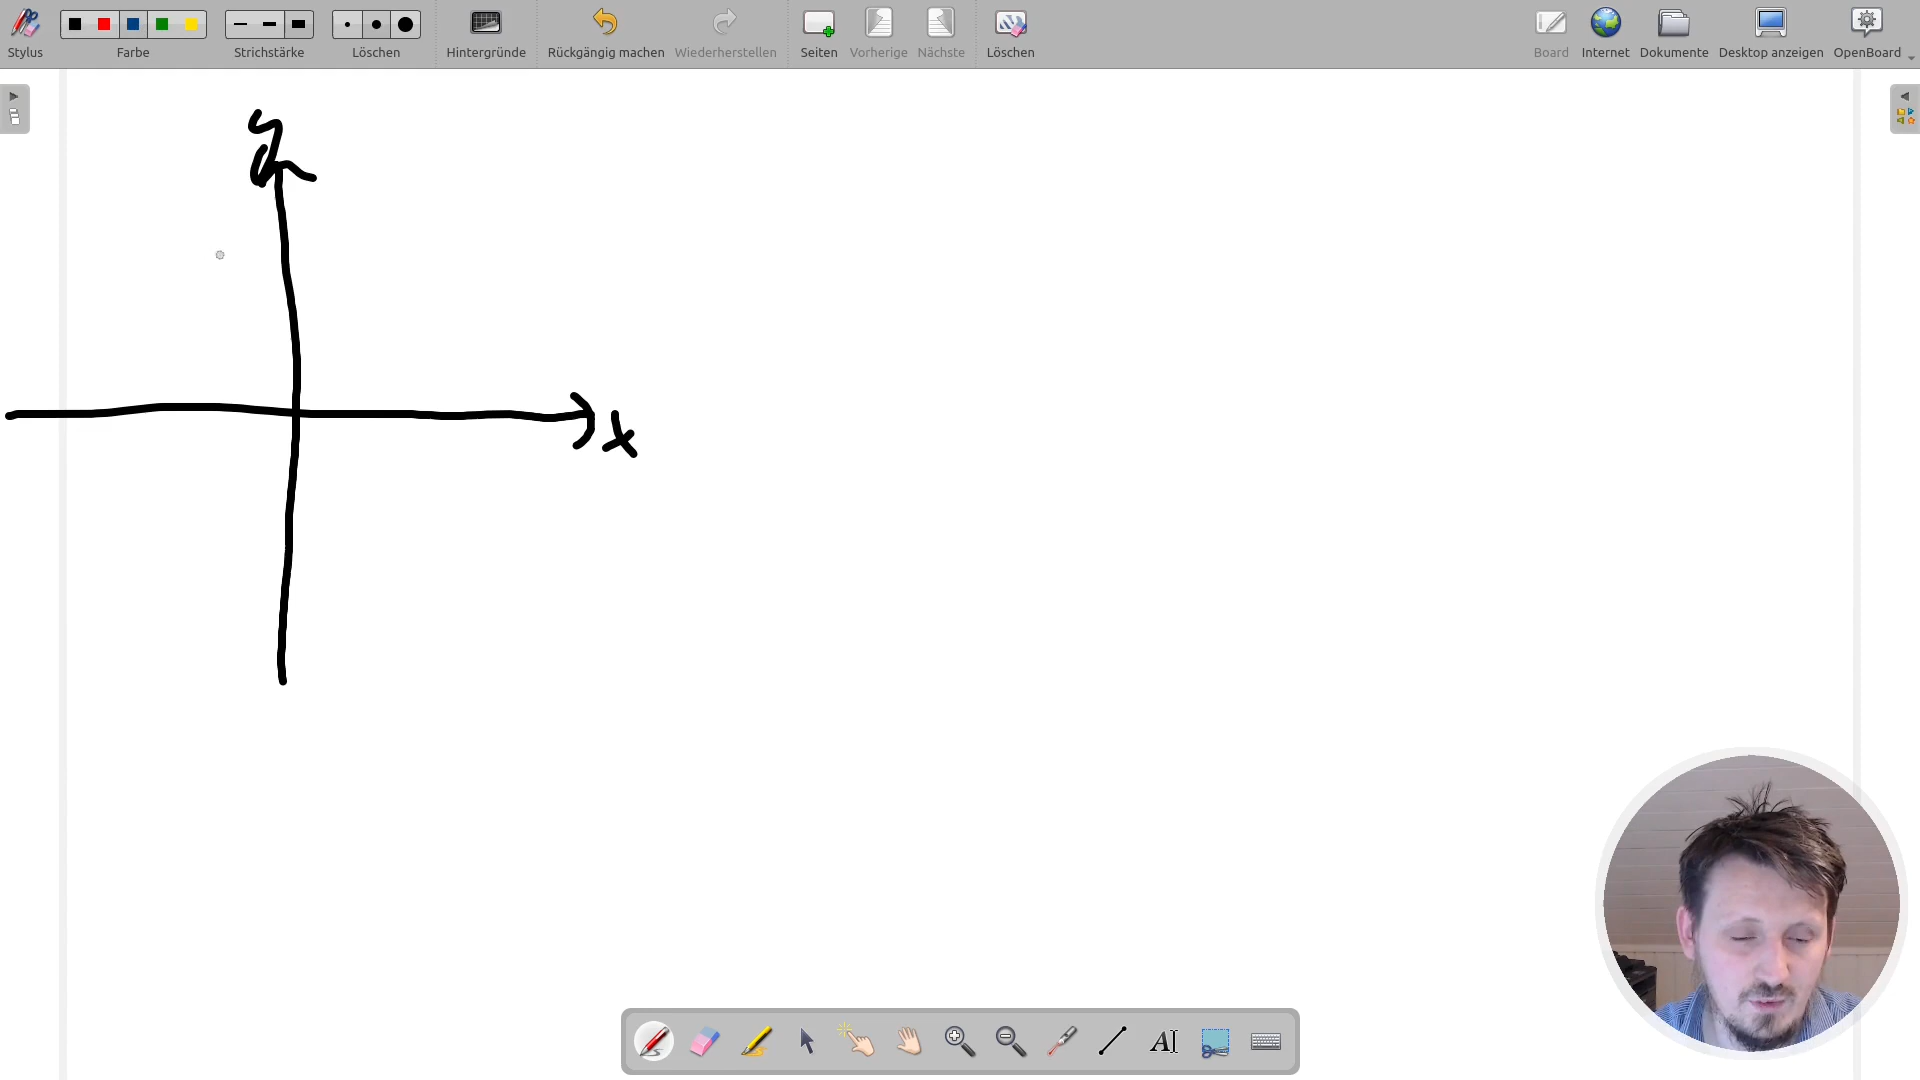 Stylus
Farbe
Strichstärke
Löschen
Hintergründe
Rückgängig machen
Wiederherstellen
Seiten
Vorherige
Nächste
Löschen
Board
Internet
Dokumente
Desktop anzeigen
OpenBoard
y
x
A